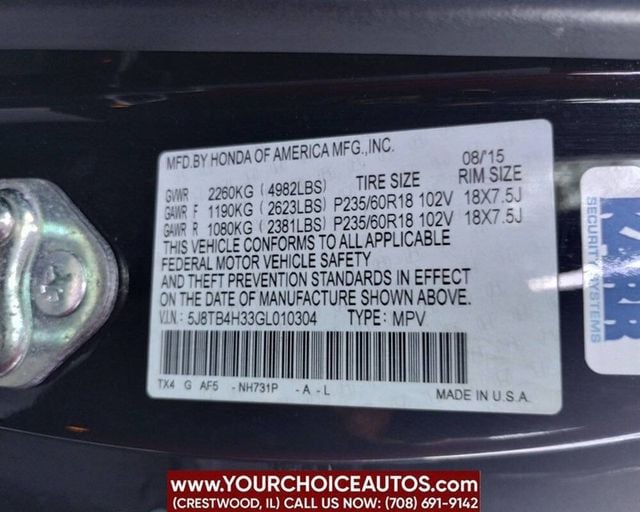 MFD.BY HONDA OF AMERICA MFG.,INC. 08/'15
GVWR 2260KG (4982LBS) TIRE SIZE RIM SIZE
GAWR F 1190KG (2623LBS) P235/60R18 102V 18X7.5J
GAWR R 1080KG (2381LBS) P235/60R18 102V 18X7.5J
THIS VEHICLE CONFORMS TO ALL APPLICABLE
FEDERAL MOTOR VEHICLE SAFETY
AND THEFT PREVENTION STANDARDS IN EFFECT
ON THE DATE OF MANUFACTURE SHOWN ABOVE.
V.I.N.: 5J8TB4H33GL010304 TYPE: MPV
TX4 G AF5 - NH731P - A - L MADE IN U.S.A.
SECURITY SYSTEMS
WWW.YOURCHOICEAUTOS.COM
(CRESTWOOD, IL) CALL US NOW: (708) 691-9142